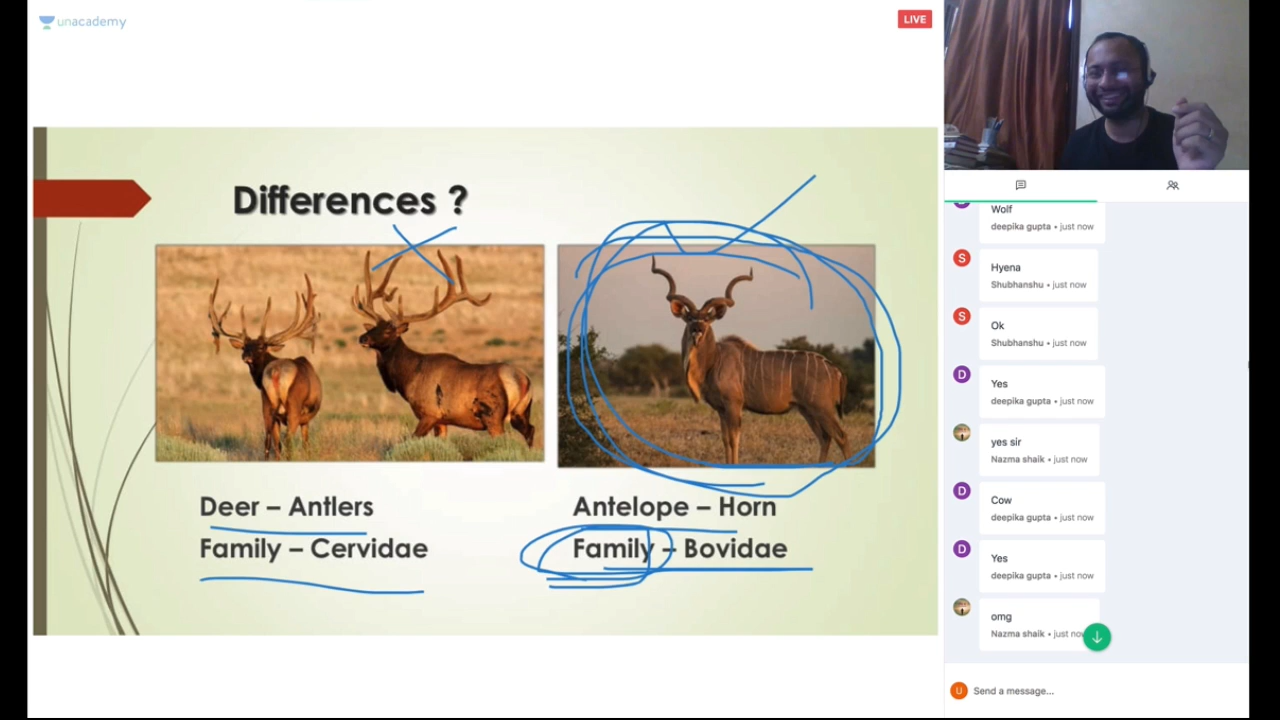 unacademy
LIVE
Differences ?
Deer – Antlers
Family – Cervidae
Antelope – Horn
Family – Bovidae
Wolf
deepika gupta • just now
S
Hyena
Shubhanshu • just now
S
Ok
Shubhanshu • just now
D
Yes
deepika gupta • just now
yes sir
Nazma shaik • just now
D
Cow
deepika gupta • just now
D
Yes
deepika gupta • just now
omg
Nazma shaik • just now
U
Send a message...